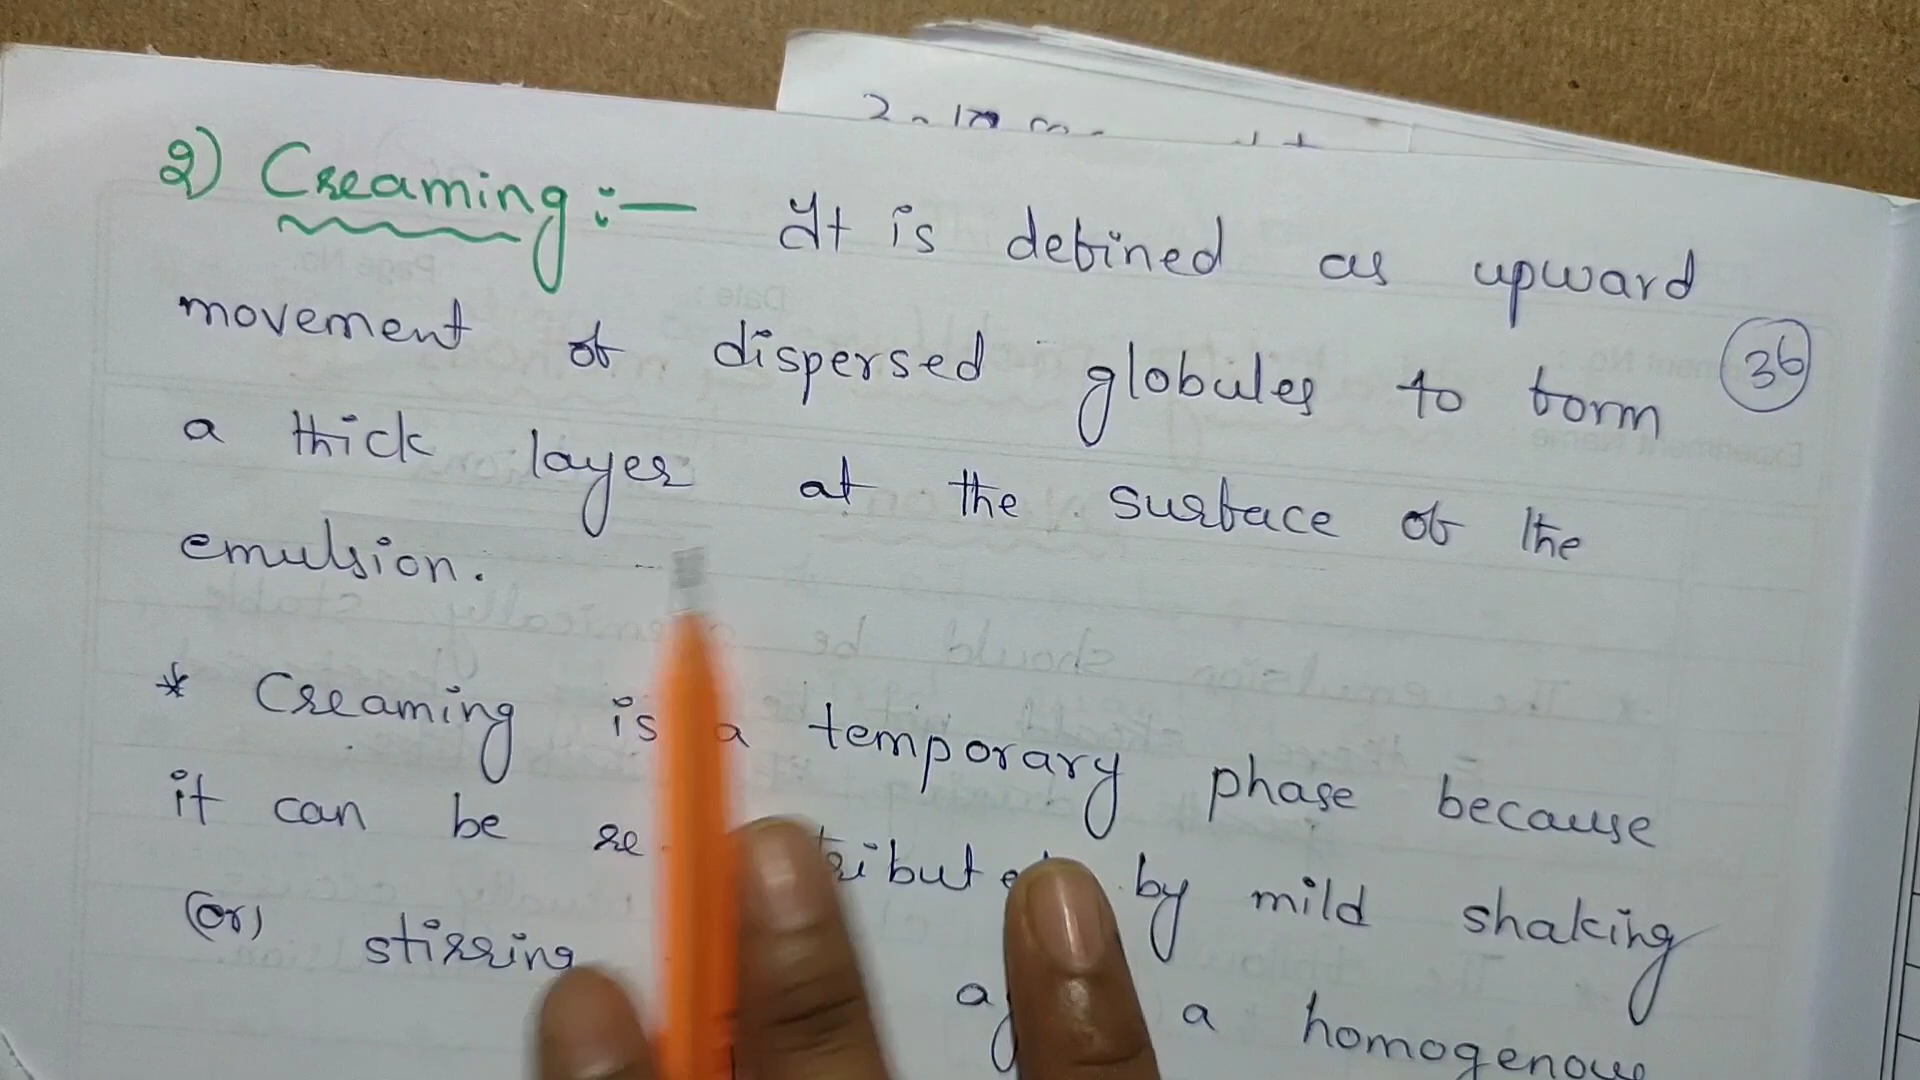 2) Creaming :- It is defined as upward
movement of dispersed globules to form
36
a thick layer at the surface of the
emulsion.
* Creaming is a temporary phase because
it can be by mild shaking
(or) stirring a homogenous